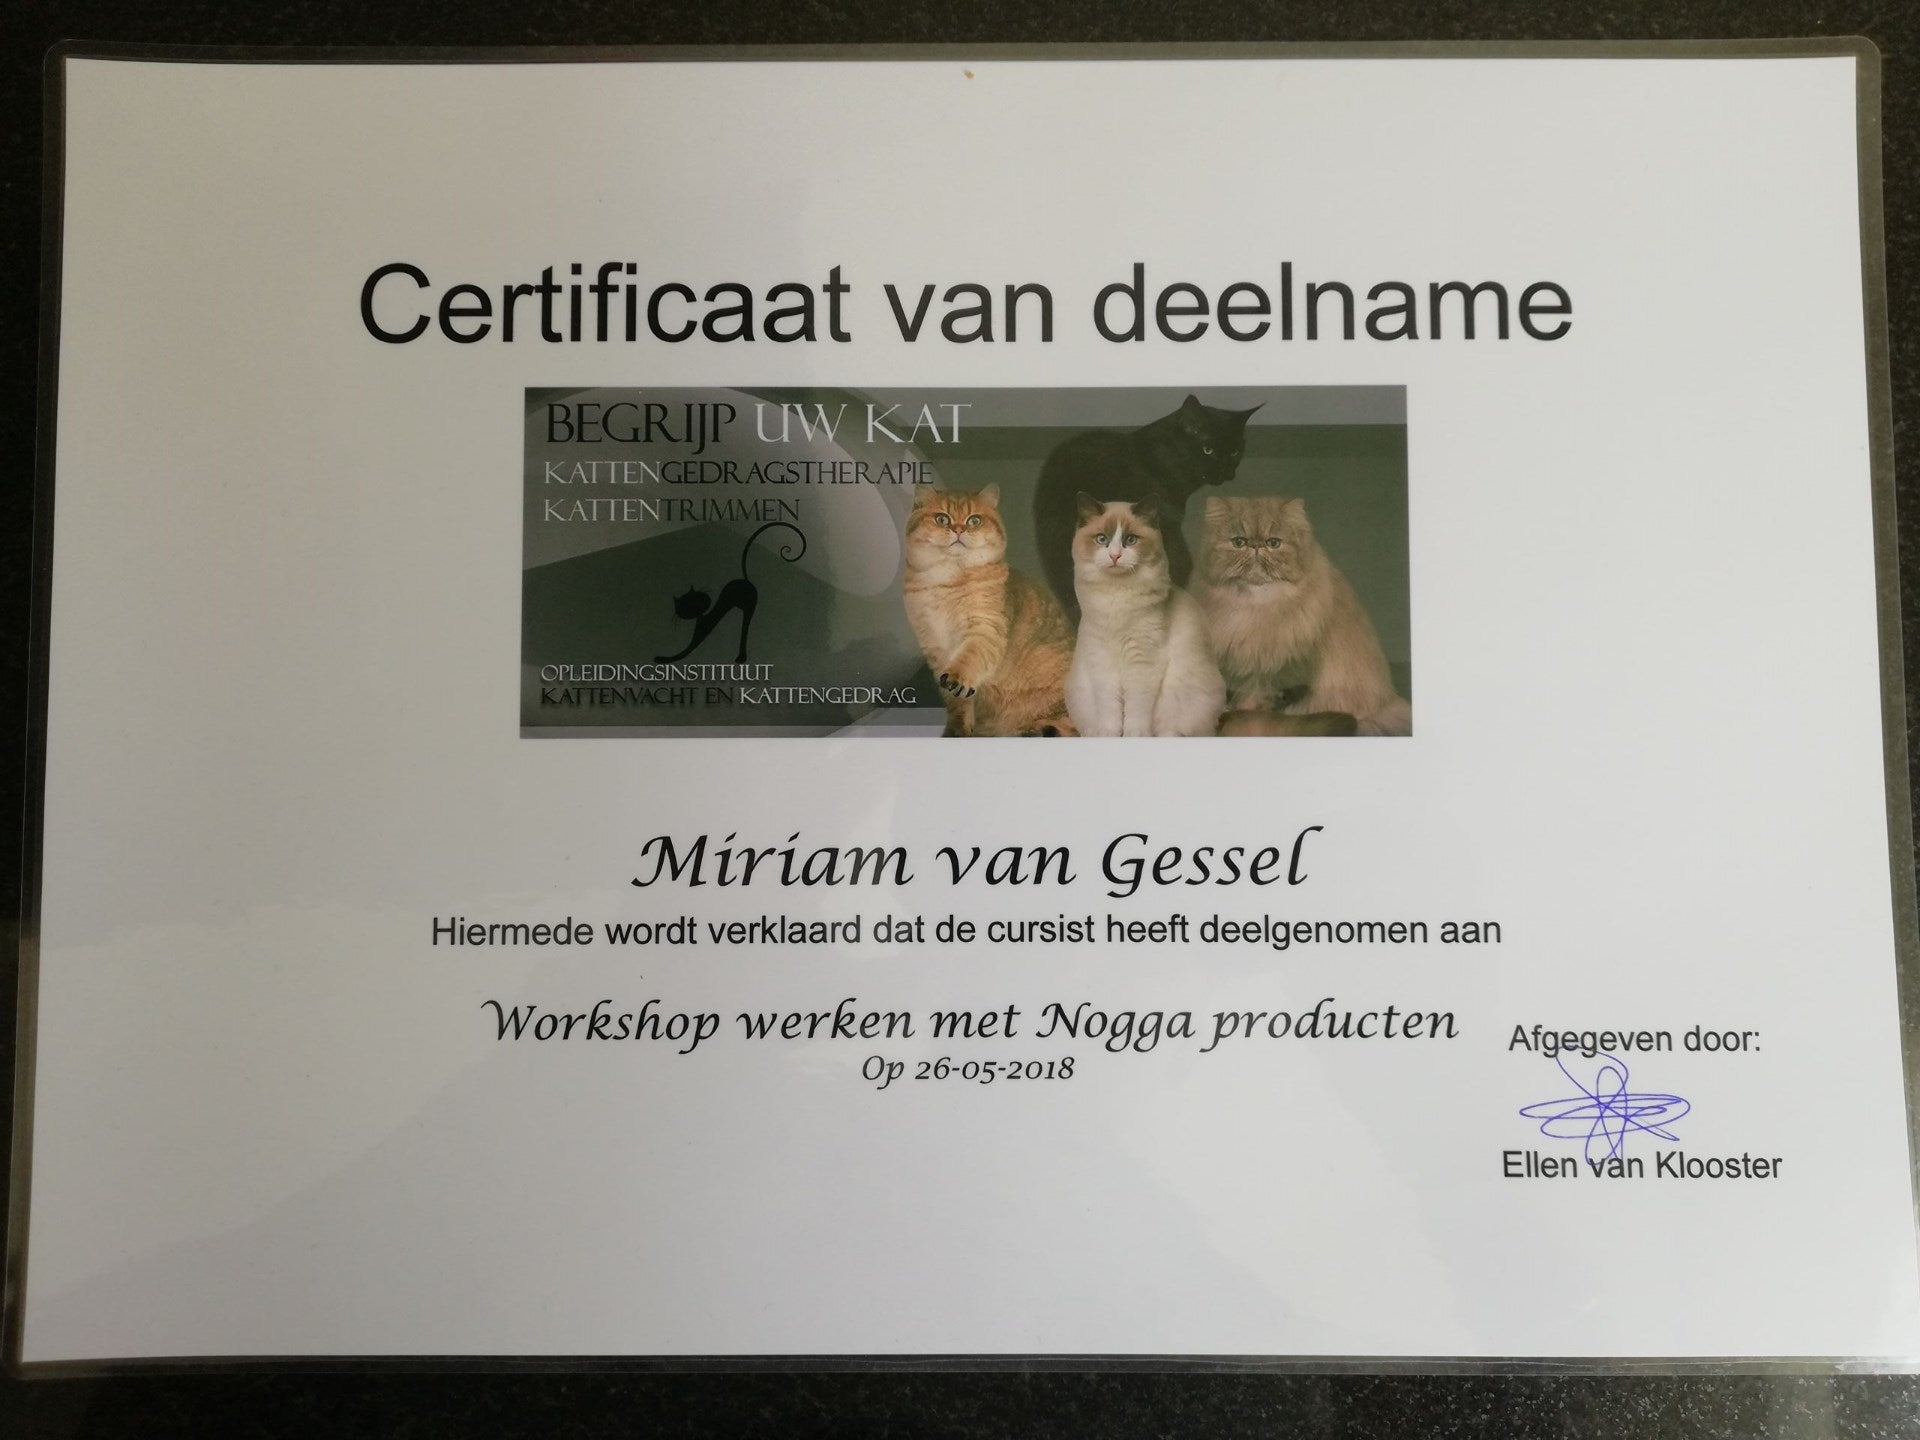 Certificaat van deelname
BEGRIJP UW KAT
KATTENGEDRAGSTHERAPIE
KATTENTRIMMEN
OPLEIDINGSINSTITUUT
KATTENVACHT EN KATTENGEDRAG
Miriam van Gessel
Hiermede wordt verklaard dat de cursist heeft deelgenomen aan
Workshop werken met Nogga producten
Op 26-05-2018
Afgegeven door:
Ellen van Klooster